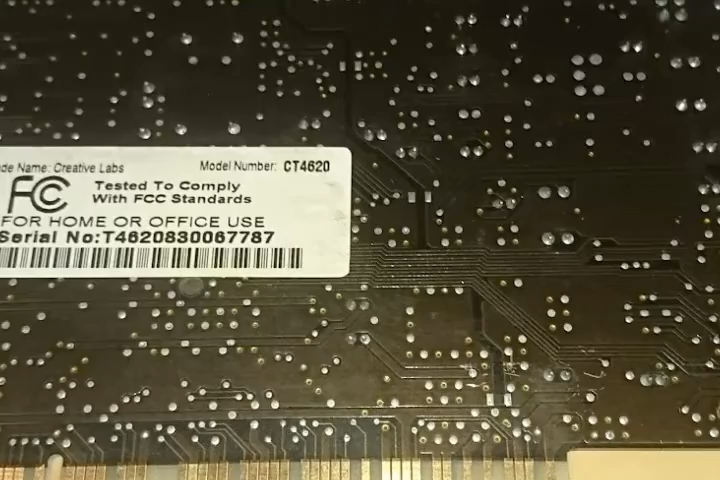 ade Name: Creative Labs Model Number: CT4620
FC Tested To Comply
With FCC Standards
FOR HOME OR OFFICE USE
Serial No:T4620830067787